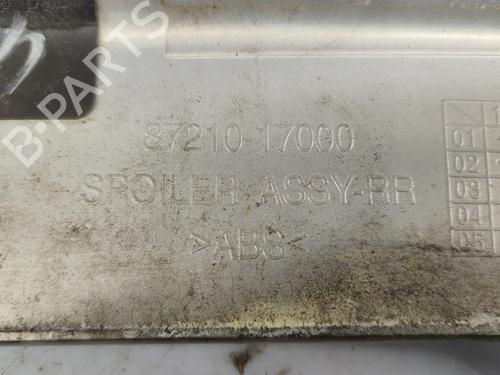 B-PARTS
87210-17000
SPOILER ASSY-RR
>ABS<
01
02
03
04
05